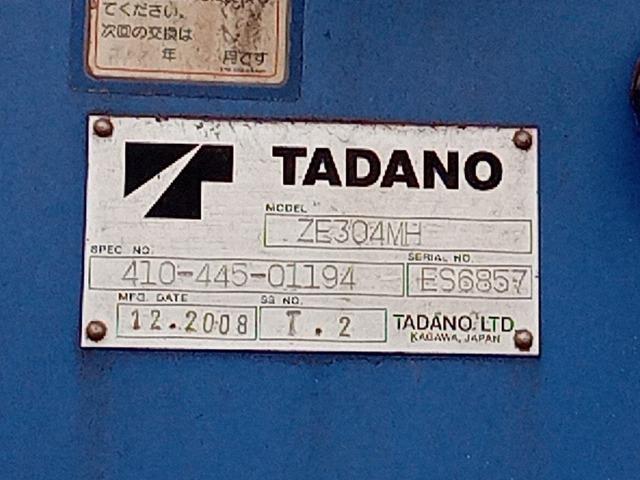 てください。
次回の交換は
年 月です
TADANO
MODEL
ZE304MH
SPEC NO. SERIAL NO.
410-445-01194 ES6857
MFG. DATE SS NO.
12.2008 T.2 TADANO LTD.
KAGAWA, JAPAN